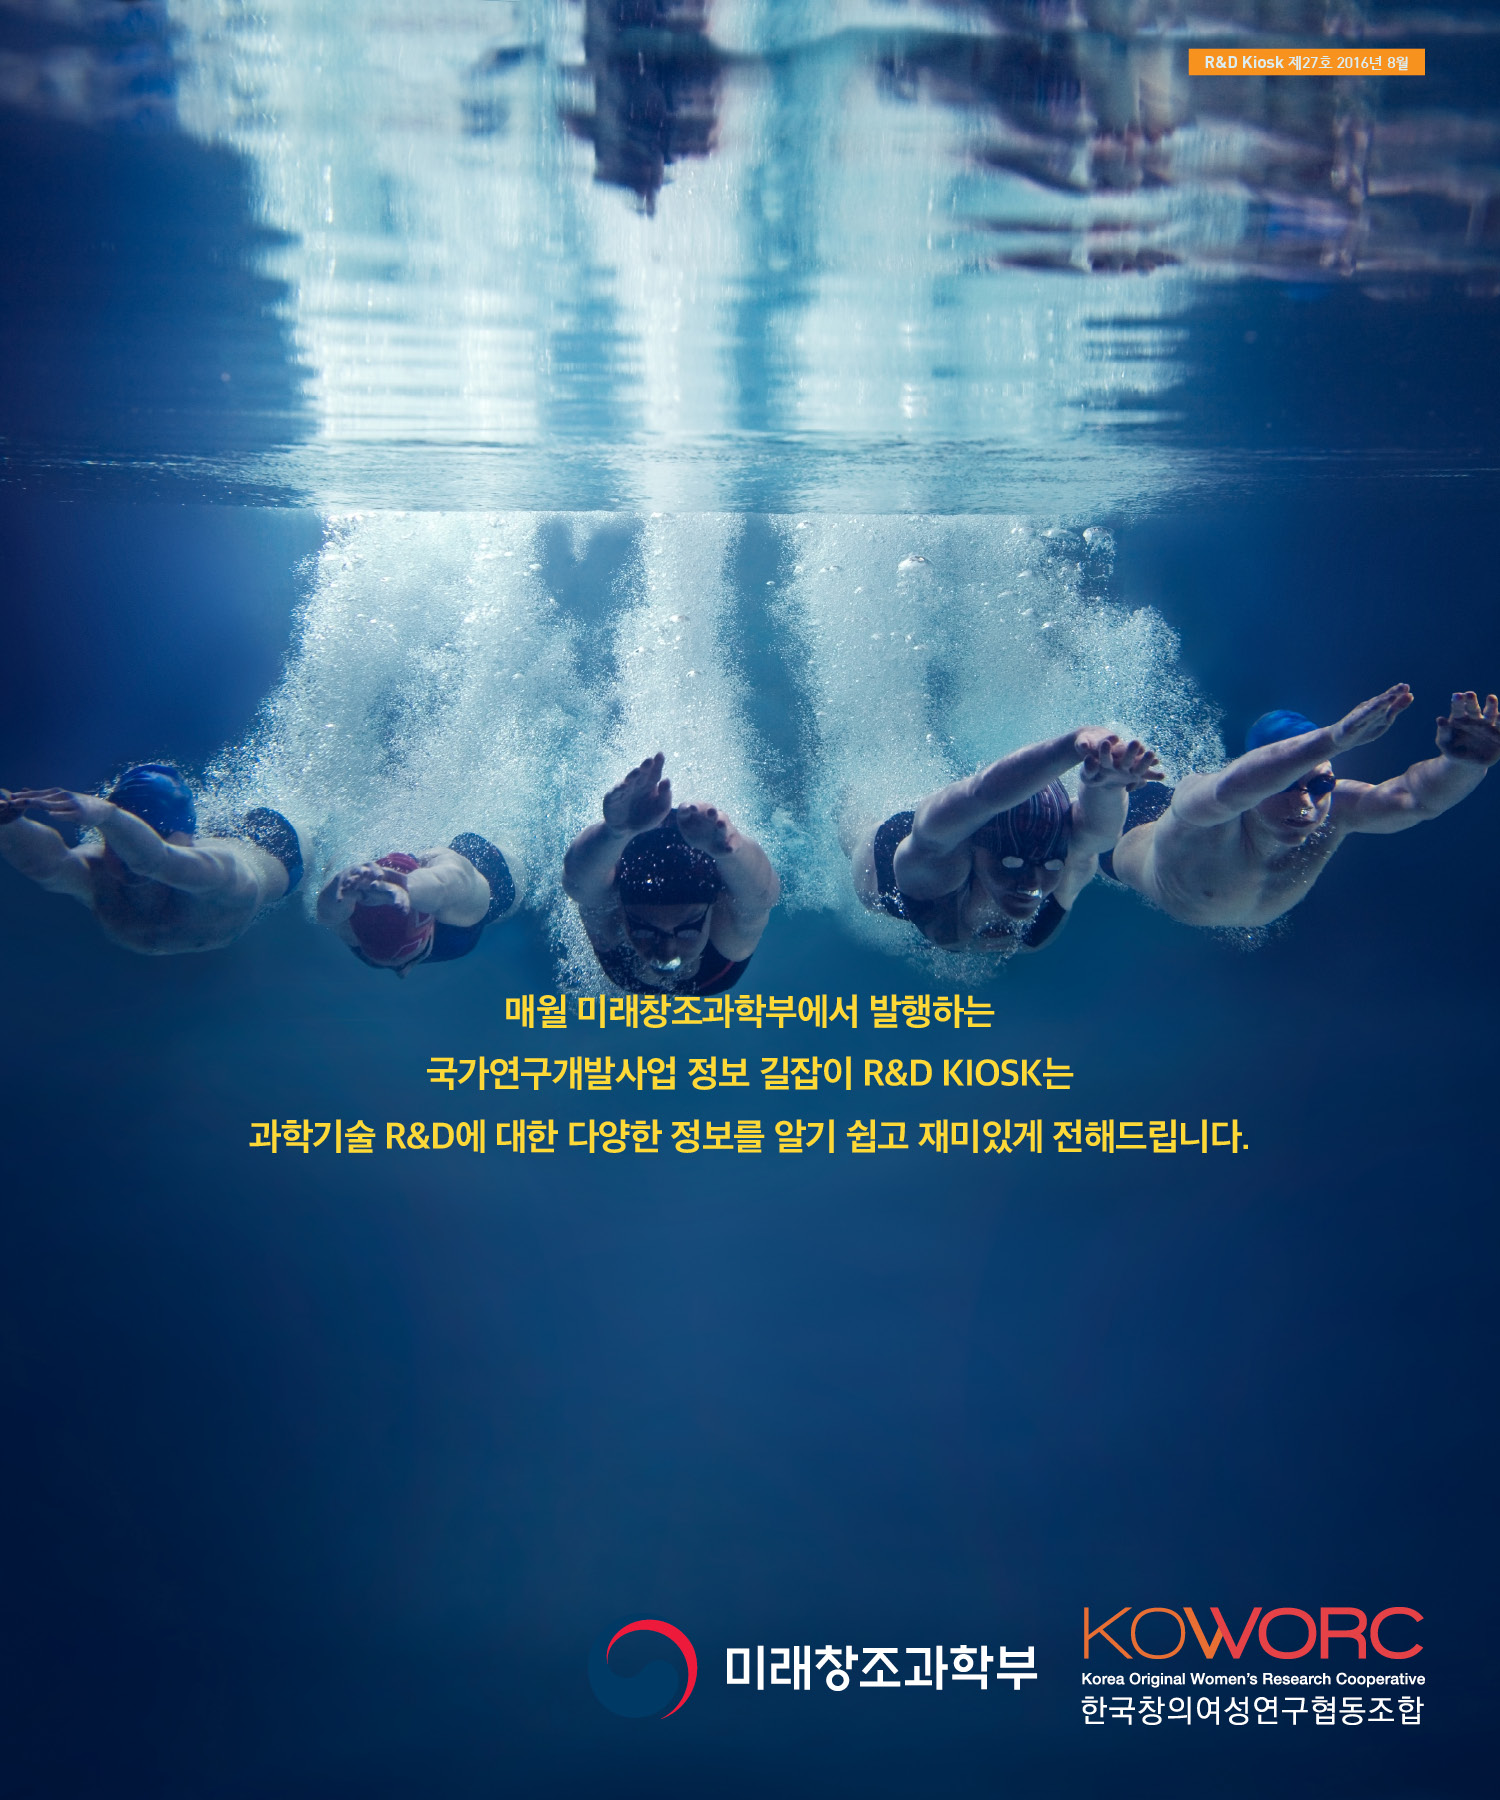 R&D Kiosk 제27호 2016년 8월
매월 미래창조과학부에서 발행하는
국가연구개발사업 정보 길잡이 R&D KIOSK는
과학기술 R&D에 대한 다양한 정보를 알기 쉽고 재미있게 전해드립니다.
미래창조과학부
KOWORC
Korea Original Women's Research Cooperative
한국창의여성연구협동조합